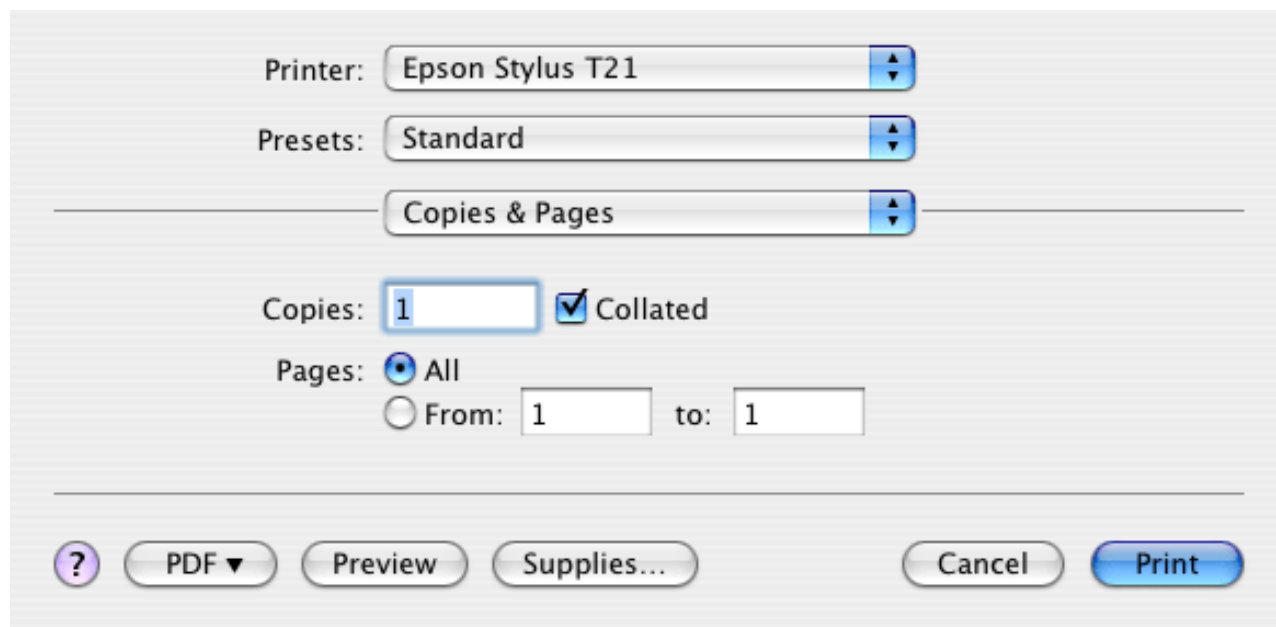 Printer: Epson Stylus T21
Presets: Standard
Copies & Pages
Copies: 1 Collated
Pages: All
From: 1 to: 1
? PDF ▼ Preview Supplies... Cancel Print